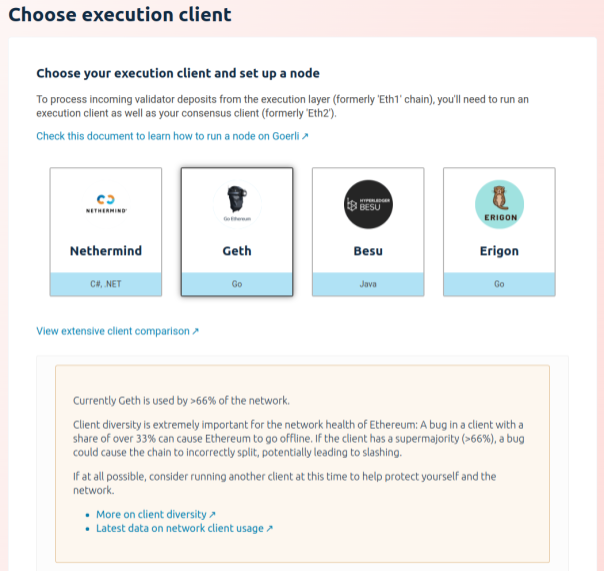 Choose execution client
Choose your execution client and set up a node
To process incoming validator deposits from the execution layer (formerly 'Eth1' chain), you'll need to run an
execution client as well as your consensus client (formerly 'Eth2').
Check this document to learn how to run a node on Goerli ↗
NETHERMIND
Nethermind
C#, .NET
Go Ethereum
Geth
Go
HYPERLEDGER
BESU
Besu
Java
ERIGON
Erigon
Go
View extensive client comparison ↗
Currently Geth is used by >66% of the network.
Client diversity is extremely important for the network health of Ethereum: A bug in a client with a
share of over 33% can cause Ethereum to go offline. If the client has a supermajority (>66%), a bug
could cause the chain to incorrectly split, potentially leading to slashing.
If at all possible, consider running another client at this time to help protect yourself and the
network.
• More on client diversity ↗
• Latest data on network client usage ↗